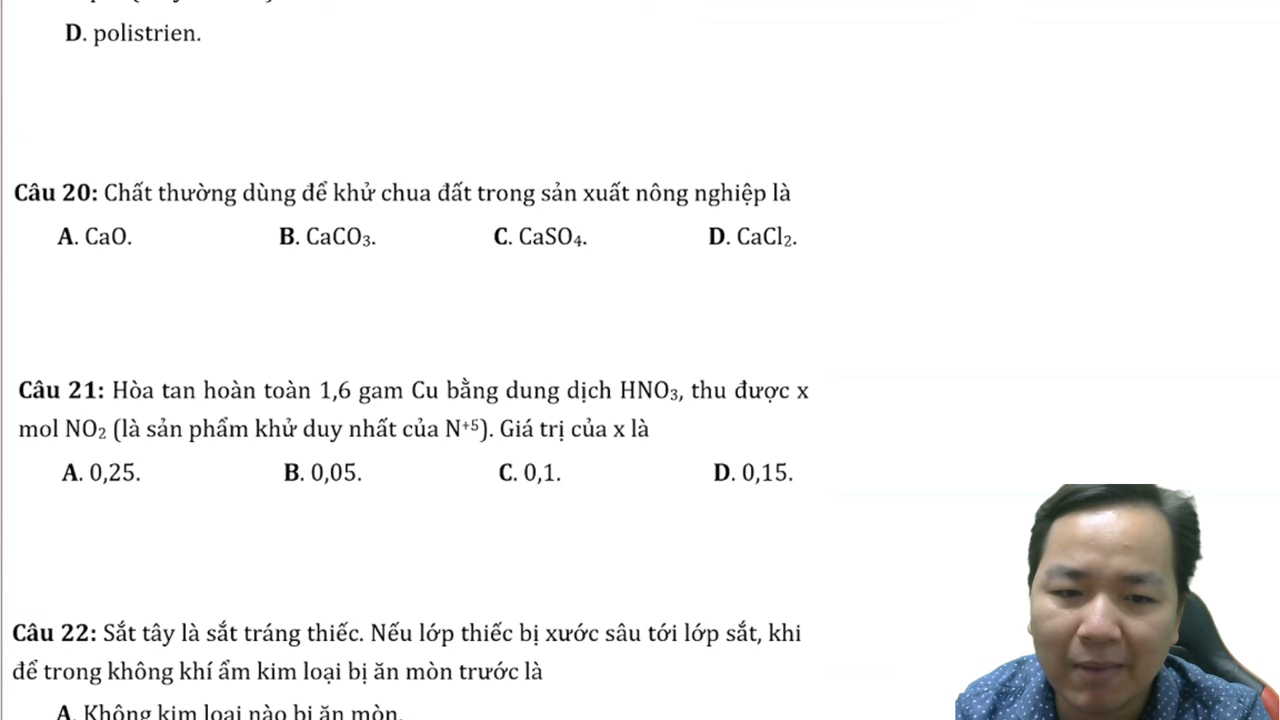 D. polistrien.
Câu 20: Chất thường dùng để khử chua đất trong sản xuất nông nghiệp là
A. CaO. B. CaCO₃. C. CaSO₄. D. CaCl₂.
Câu 21: Hòa tan hoàn toàn 1,6 gam Cu bằng dung dịch HNO₃, thu được x
mol NO₂ (là sản phẩm khử duy nhất của N⁺⁵). Giá trị của x là
A. 0,25. B. 0,05. C. 0,1. D. 0,15.
Câu 22: Sắt tây là sắt tráng thiếc. Nếu lớp thiếc bị xước sâu tới lớp sắt, khi
để trong không khí ẩm kim loại bị ăn mòn trước là
A. Không kim loại nào bị ăn mòn.